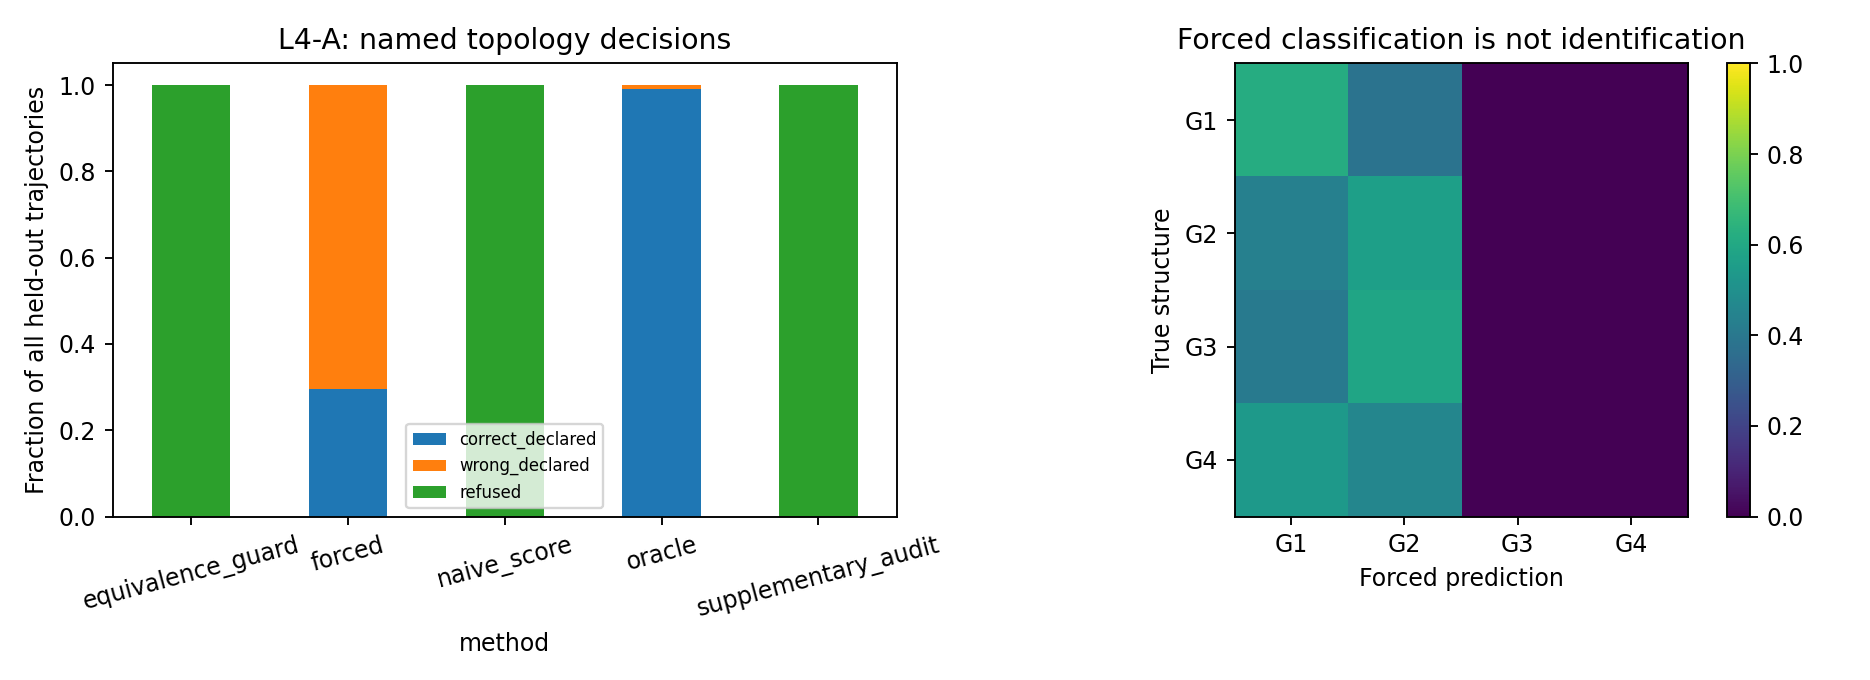 L4-A: named topology decisions
Fraction of all held-out trajectories
1.0
0.8
0.6
0.4
0.2
0.0
correct_declared
wrong_declared
refused
equivalence_guard
forced
naive_score
oracle
supplementary_audit
method
Forced classification is not identification
True structure
G1
G2
G3
G4
G1
G2
G3
G4
Forced prediction
1.0
0.8
0.6
0.4
0.2
0.0